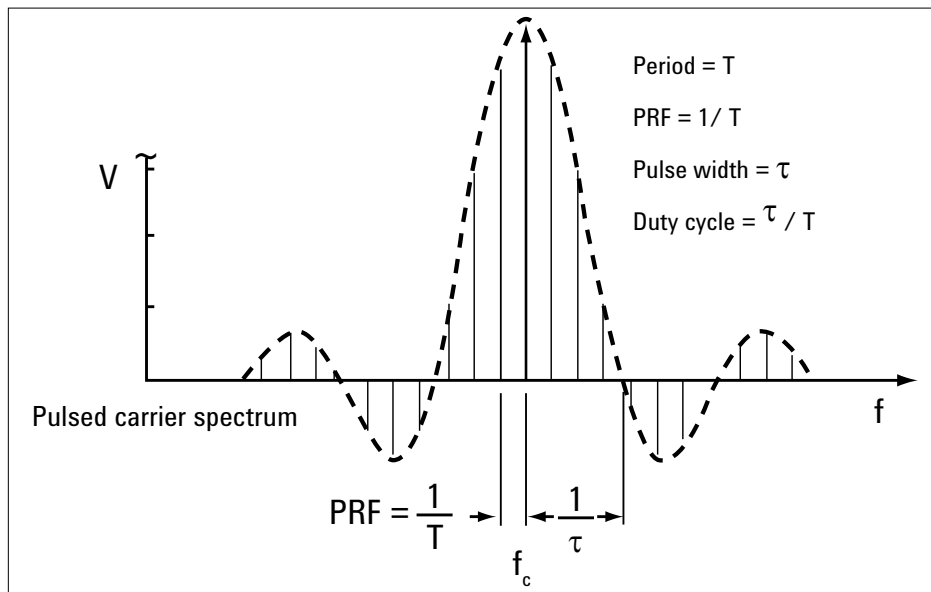 Period = T
PRF = 1/ T
Pulse width = τ
Duty cycle = τ / T
V
~
Pulsed carrier spectrum
f
PRF = 1/T
1/τ
fc